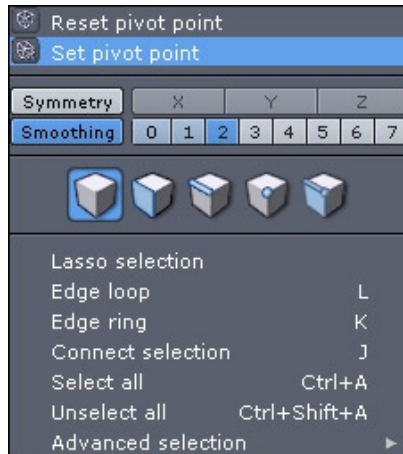 Reset pivot point
Set pivot point
Symmetry X Y Z
Smoothing 0 1 2 3 4 5 6 7
Lasso selection
Edge loop L
Edge ring K
Connect selection J
Select all Ctrl+A
Unselect all Ctrl+Shift+A
Advanced selection